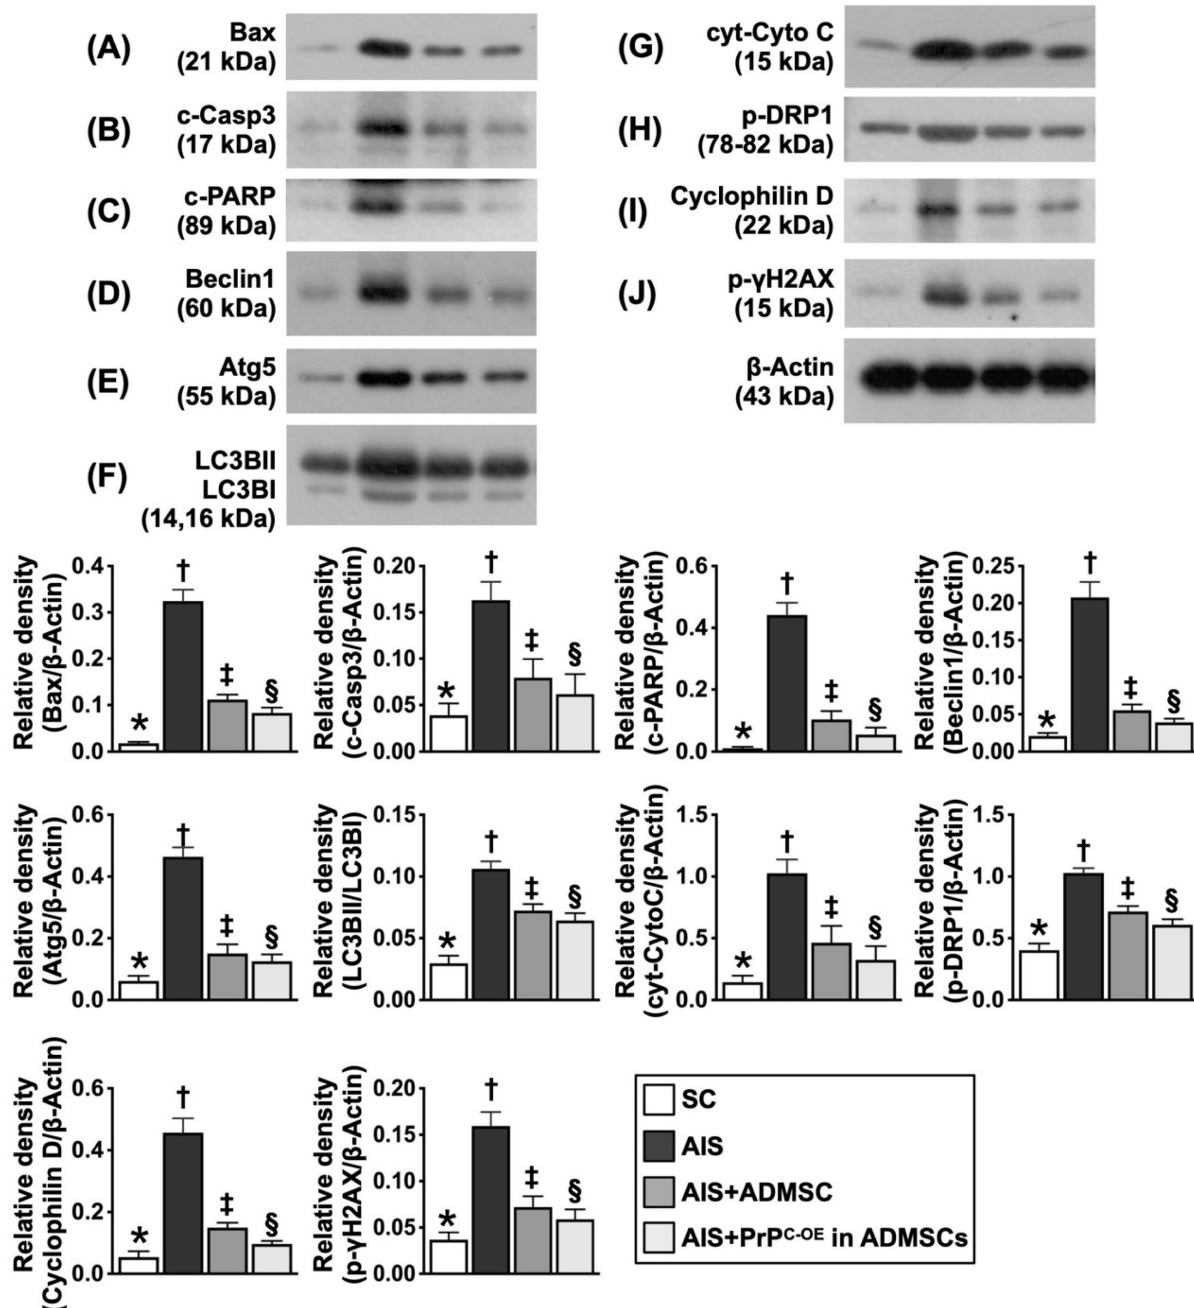 (A)
Bax
(21 kDa)
(B)
c-Casp3
(17 kDa)
(C)
c-PARP
(89 kDa)
(D)
Beclin1
(60 kDa)
(E)
Atg5
(55 kDa)
(F)
LC3BII
LC3BI
(14,16 kDa)
(G)
cyt-Cyto C
(15 kDa)
(H)
p-DRP1
(78-82 kDa)
(I)
Cyclophilin D
(22 kDa)
(J)
p-γH2AX
(15 kDa)
β-Actin
(43 kDa)
Relative density
(Bax/β-Actin)
0.4
0.3
0.2
0.1
0.0
*
†
‡
§
Relative density
(c-Casp3/β-Actin)
0.20
0.15
0.10
0.05
0.00
*
†
‡
§
Relative density
(c-PARP/β-Actin)
0.6
0.4
0.2
0.0
*
†
‡
§
Relative density
(Beclin1/β-Actin)
0.25
0.20
0.15
0.10
0.05
0.00
*
†
‡
§
Relative density
(Atg5/β-Actin)
0.6
0.4
0.2
0.0
*
†
‡
§
Relative density
(LC3BII/LC3BI)
0.15
0.10
0.05
0.00
*
†
‡
§
Relative density
(cyt-CytoC/β-Actin)
1.5
1.0
0.5
0.0
*
†
‡
§
Relative density
(p-DRP1/β-Actin)
1.5
1.0
0.5
0.0
*
†
‡
§
Relative density
(Cyclophilin D/β-Actin)
0.6
0.4
0.2
0.0
*
†
‡
§
Relative density
(p-γH2AX/β-Actin)
0.20
0.15
0.10
0.05
0.00
*
†
‡
§
SC
AIS
AIS+ADMSC
AIS+PrPC-OE in ADMSCs